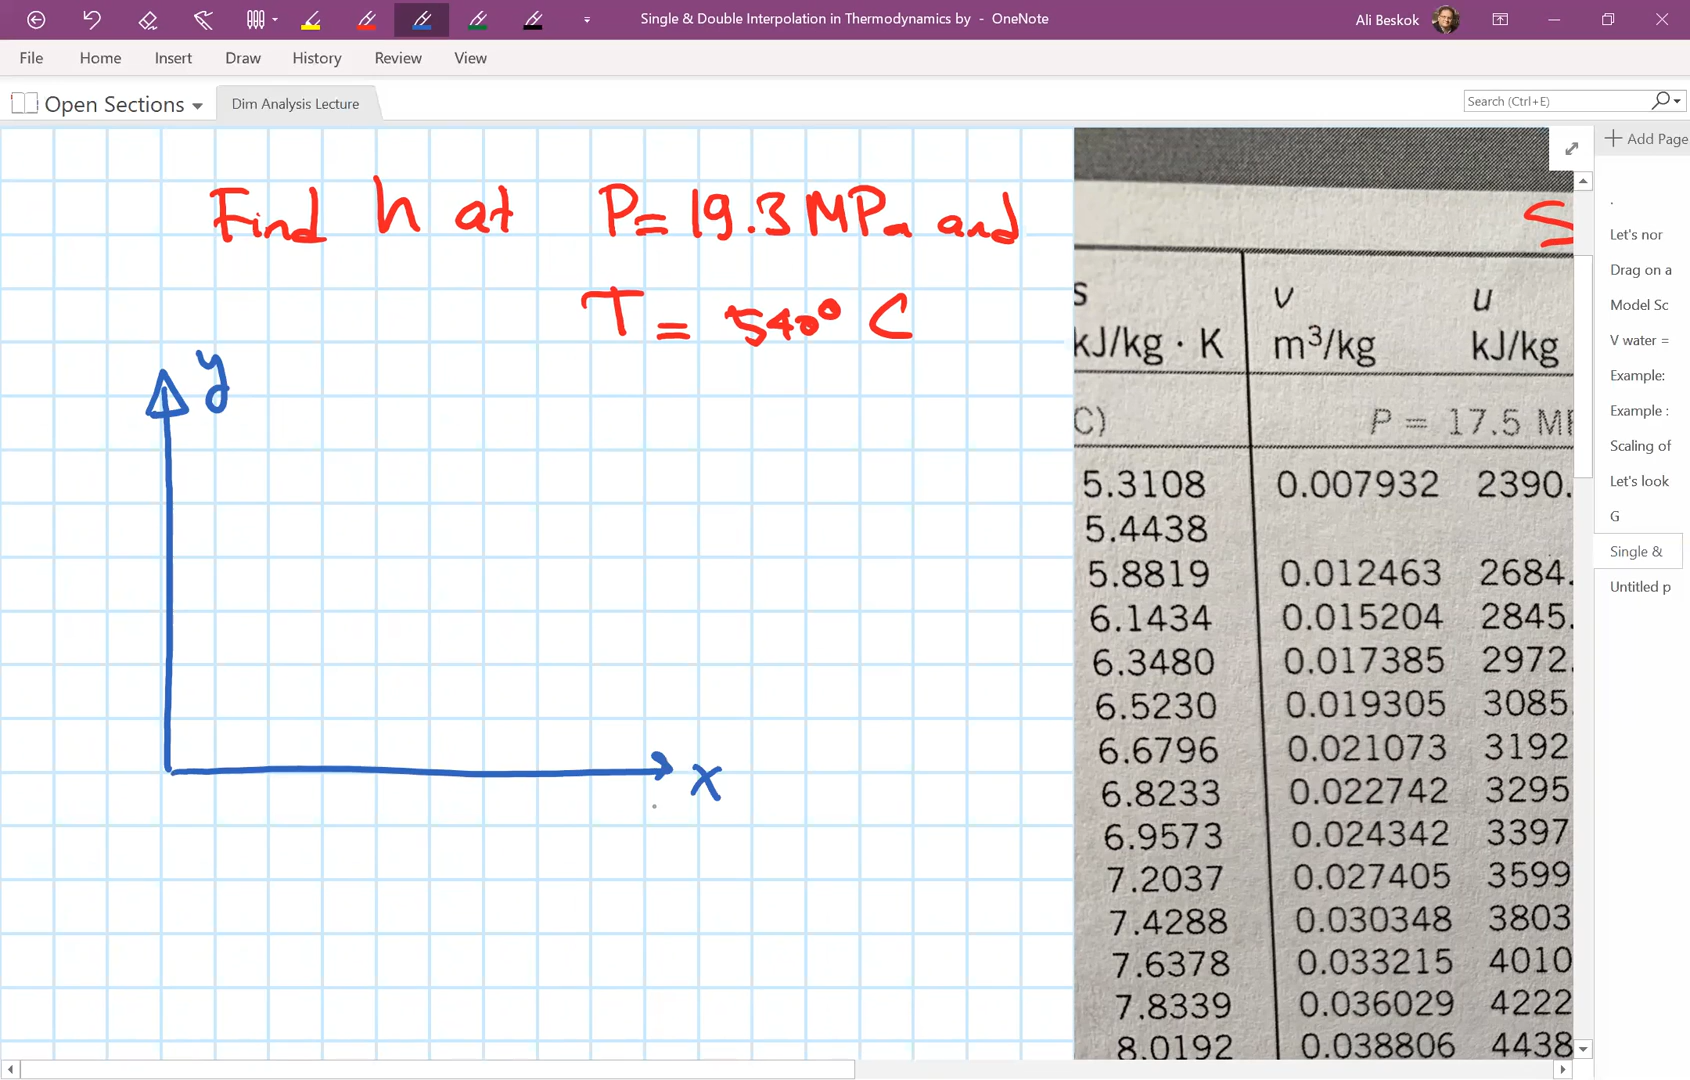 Single & Double Interpolation in Thermodynamics by - OneNote
Ali Beskok
File Home Insert Draw History Review View
Open Sections
Dim Analysis Lecture
Search (Ctrl+E)
Add Page
Find h at P= 19.3 MPa and
T = 540° C
y
x
S
s v u
kJ/kg · K m³/kg kJ/kg
C) P = 17.5 MP
5.3108 0.007932 2390.
5.4438
5.8819 0.012463 2684.
6.1434 0.015204 2845.
6.3480 0.017385 2972.
6.5230 0.019305 3085.
6.6796 0.021073 3192
6.8233 0.022742 3295
6.9573 0.024342 3397
7.2037 0.027405 3599
7.4288 0.030348 3803
7.6378 0.033215 4010
7.8339 0.036029 4222
8.0192 0.038806 4438
.
Let's nor
Drag on a
Model Sc
V water =
Example:
Example :
Scaling of
Let's look
G
Single &
Untitled p